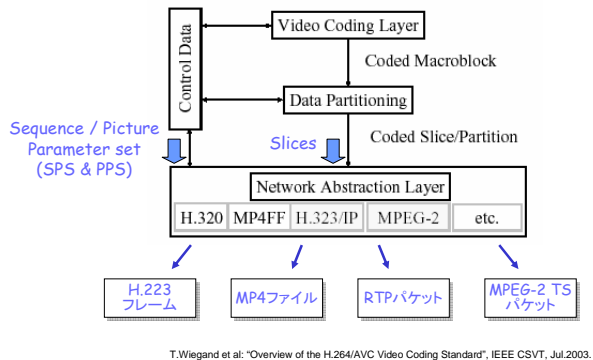 Video Coding Layer
Control Data
Coded Macroblock
Data Partitioning
Sequence / Picture
Parameter set
(SPS & PPS)
Slices
Coded Slice/Partition
Network Abstraction Layer
H.320
MP4FF
H.323/IP
MPEG-2
etc.
H.223
フレーム
MP4ファイル
RTPパケット
MPEG-2 TS
パケット
T.Wiegand et al: “Overview of the H.264/AVC Video Coding Standard”, IEEE CSVT, Jul.2003.